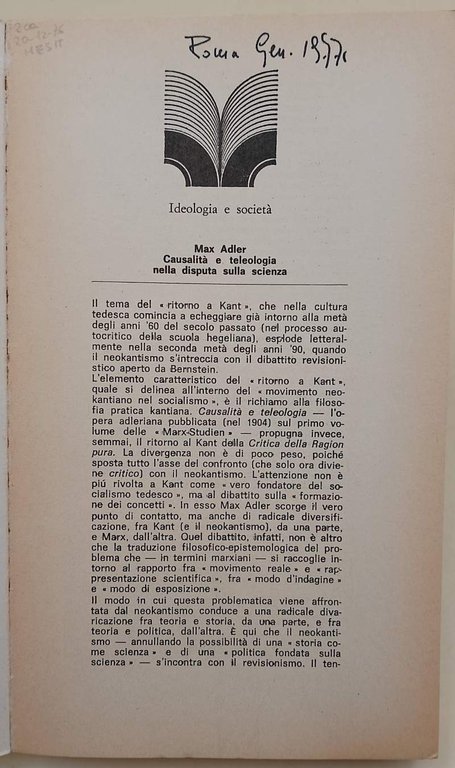 Roma Gen. 1977
Ideologia e società
Max Adler
Causalità e teleologia
nella disputa sulla scienza
Il tema del « ritorno a Kant », che nella cultura
tedesca comincia a echeggiare già intorno alla metà
degli anni '60 del secolo passato (nel processo au-
tocritico della scuola hegeliana), esplode letteral-
mente nella seconda metà degli anni '90, quando
il neokantismo s'intreccia con il dibattito revisioni-
stico aperto da Bernstein.
L'elemento caratteristico del « ritorno a Kant »,
quale si delinea all'interno del « movimento neo-
kantiano nel socialismo », è il richiamo alla filoso-
fia pratica kantiana. Causalità e teleologia — l'o-
pera adleriana pubblicata (nel 1904) sul primo vo-
lume delle « Marx-Studien » — propugna invece,
semmai, il ritorno al Kant della Critica della Ragion
pura. La divergenza non è di poco peso, poiché
sposta tutto l'asse del confronto (che solo ora divie-
ne critico) con il neokantismo. L'attenzione non è
più rivolta a Kant come « vero fondatore del so-
cialismo tedesco », ma al dibattito sulla « formazio-
ne dei concetti ». In esso Max Adler scorge il vero
punto di contatto, ma anche di radicale diversifi-
cazione, fra Kant (e il neokantismo), da una parte,
e Marx, dall'altra. Quel dibattito, infatti, non è altro
che la traduzione filosofico-epistemologica del pro-
blema che — in termini marxiani — si raccoglie in-
torno al rapporto fra « movimento reale » e « rap-
presentazione scientifica », fra « modo d'indagine »
e « modo di esposizione ».
Il modo in cui questa problematica viene affron-
tata dal neokantismo conduce a una radicale diva-
ricazione fra teoria e storia, da una parte, e fra
teoria e politica, dall'altra. È qui che il neokanti-
smo — annullando la possibilità di una « storia co-
me scienza » e di una « politica fondata sulla
scienza » — s'incontra con il revisionismo. Il ten-